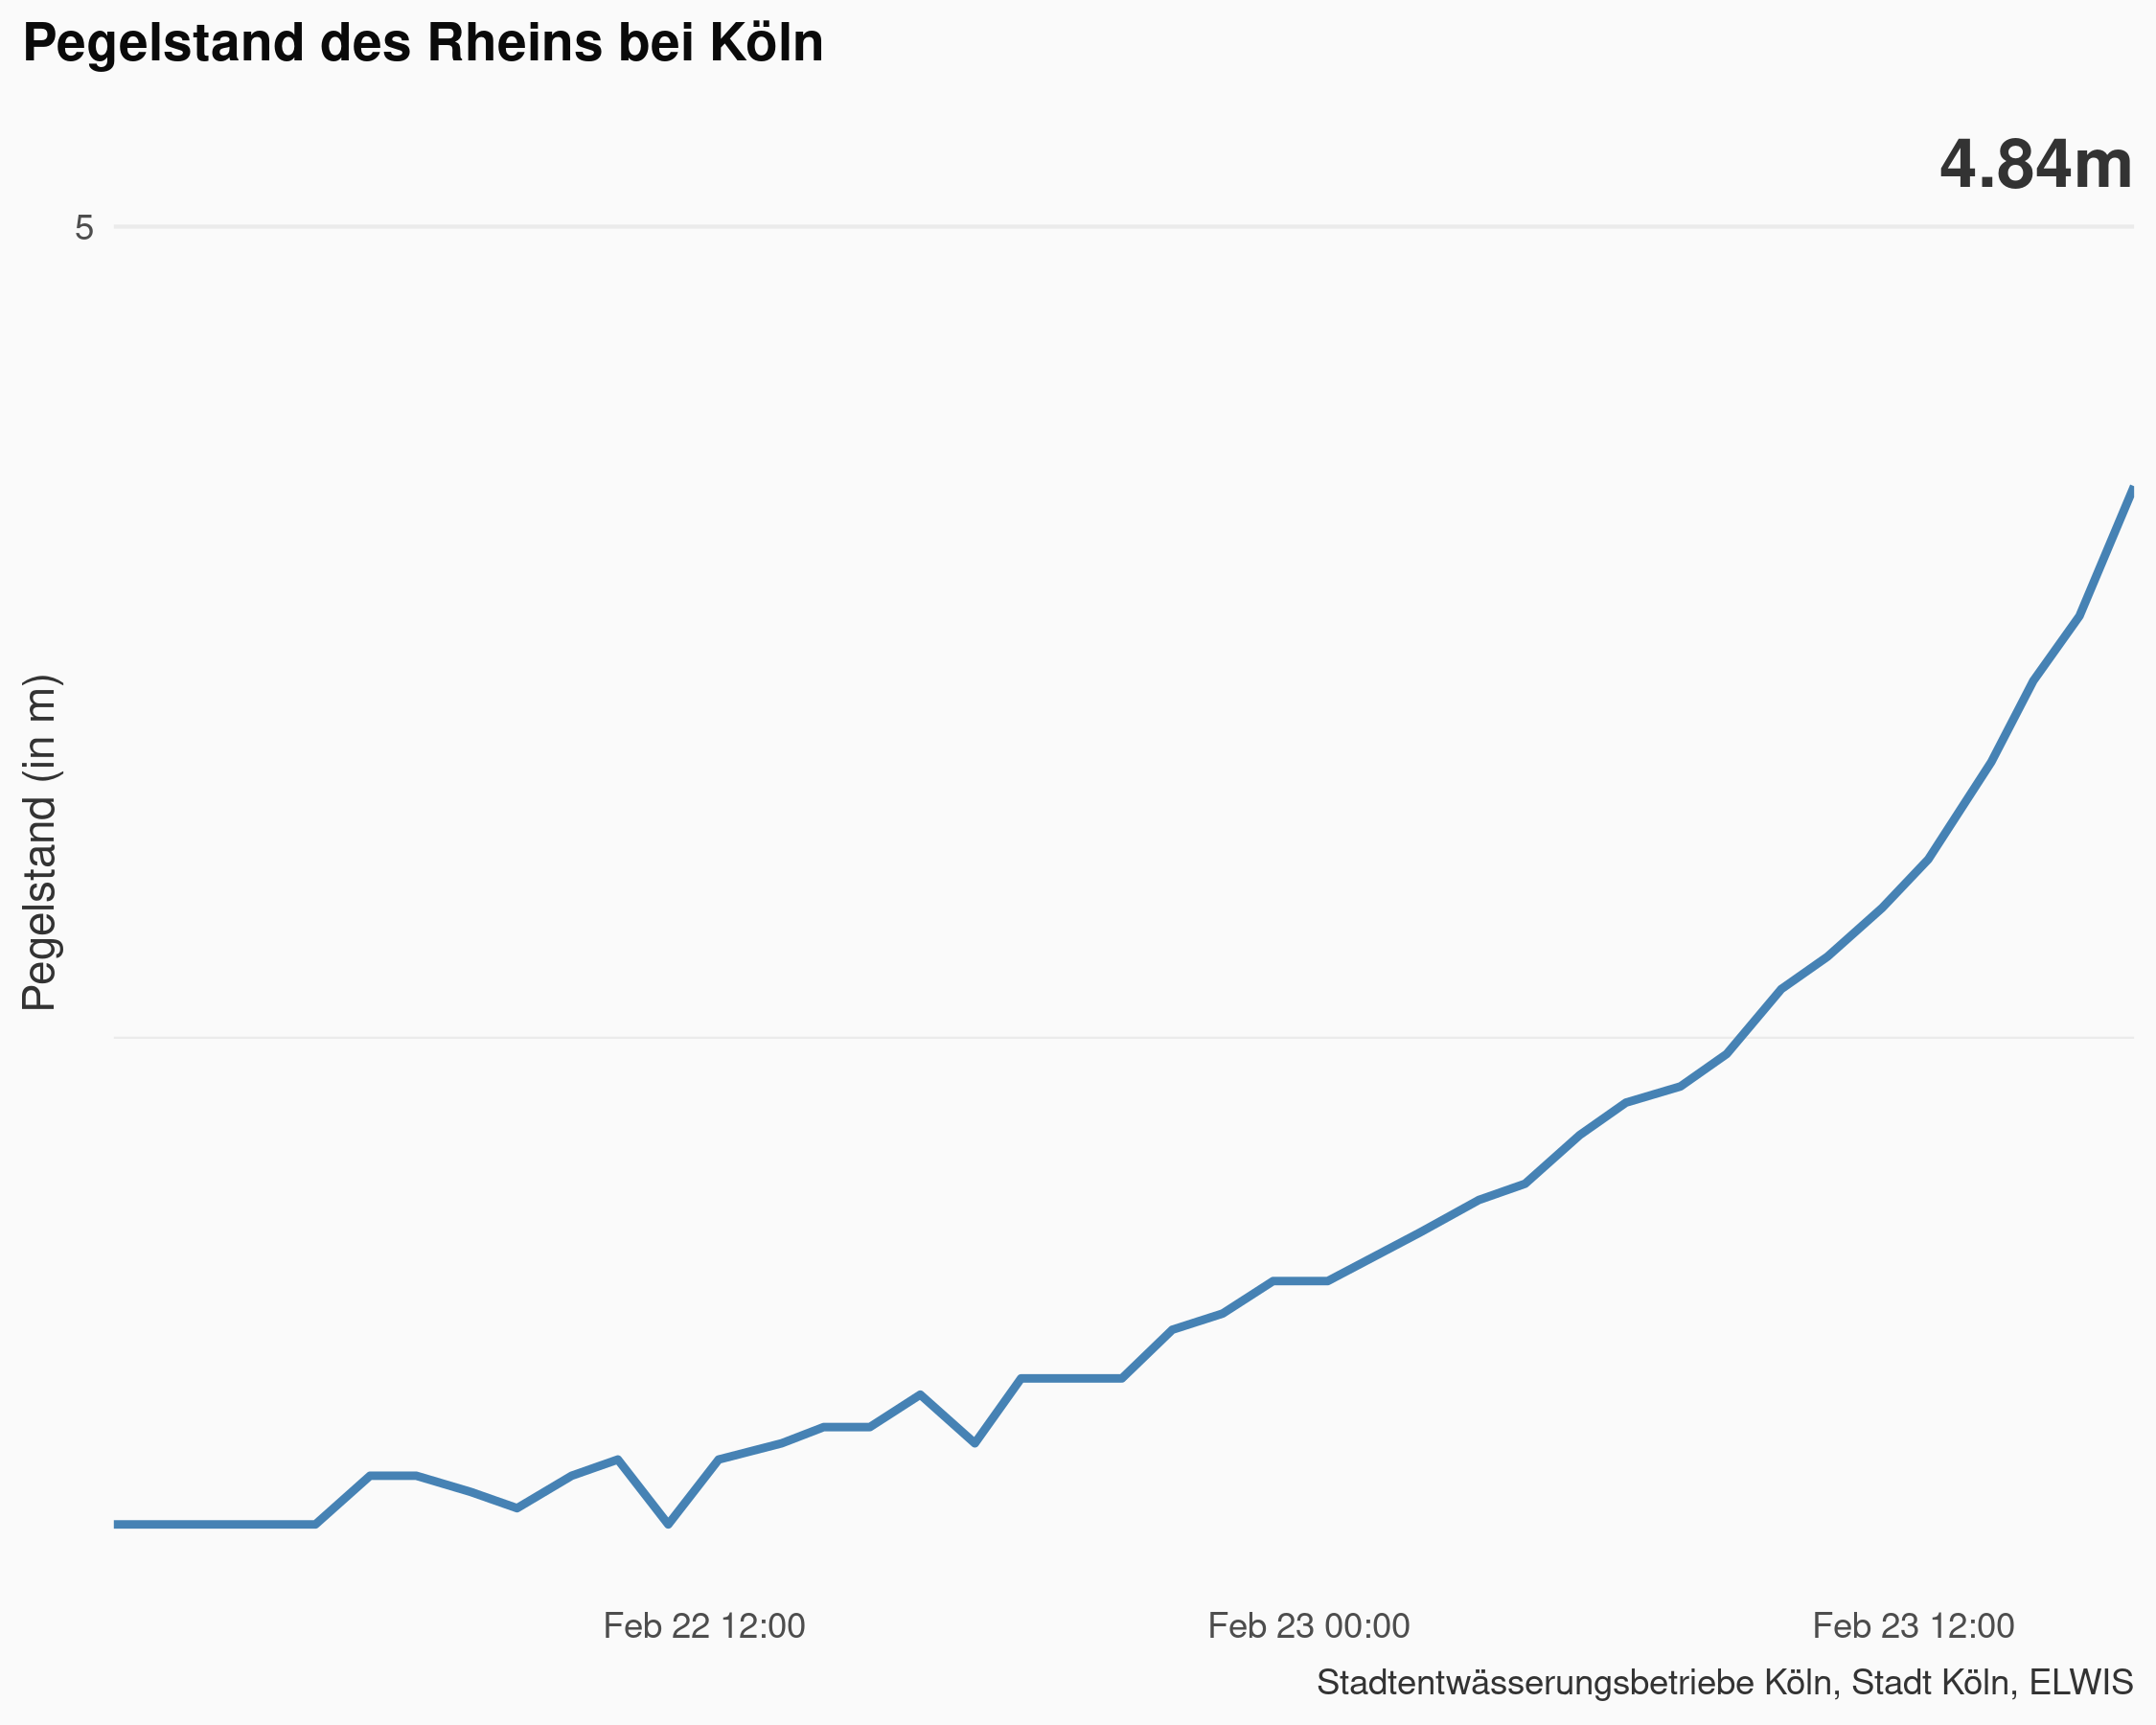 Pegelstand des Rheins bei Köln
4.84m
5
Pegelstand (in m)
Feb 22 12:00
Feb 23 00:00
Feb 23 12:00
Stadtentwässerungsbetriebe Köln, Stadt Köln, ELWIS